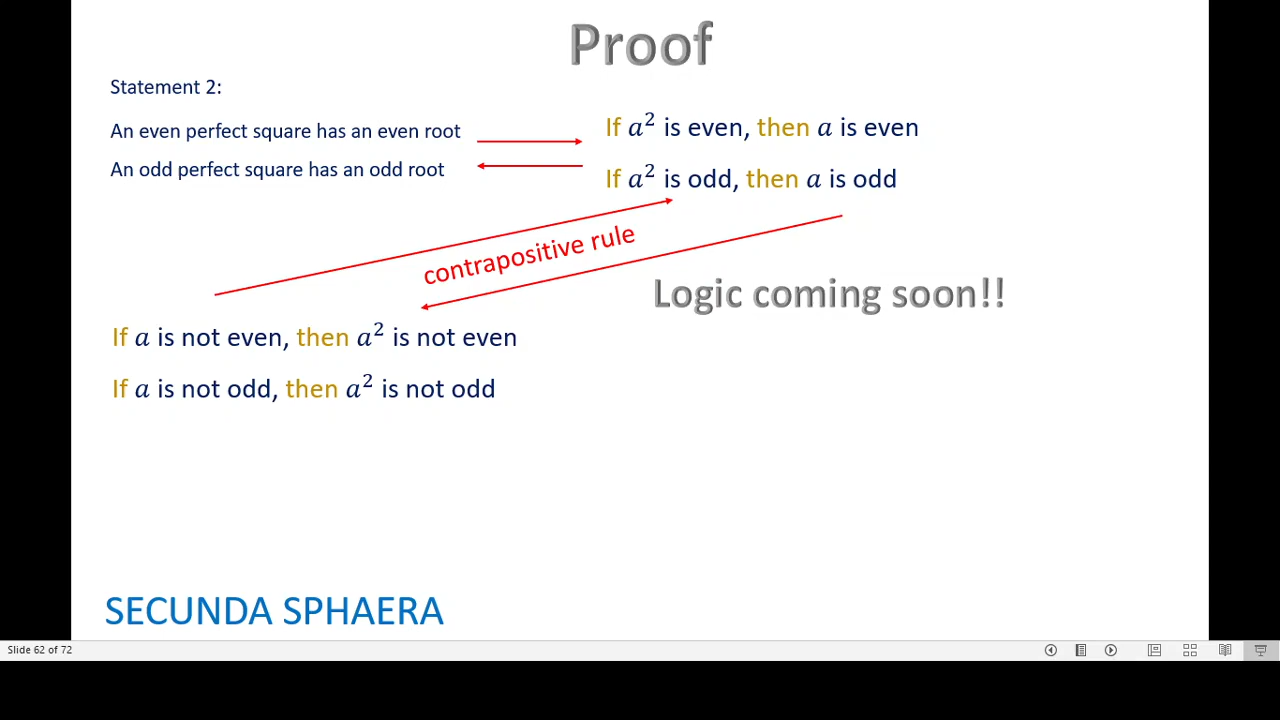 Proof
Statement 2:
An even perfect square has an even root
An odd perfect square has an odd root
If a² is even, then a is even
If a² is odd, then a is odd
contrapositive rule
Logic coming soon!!
If a is not even, then a² is not even
If a is not odd, then a² is not odd
SECUNDA SPHAERA
Slide 62 of 72